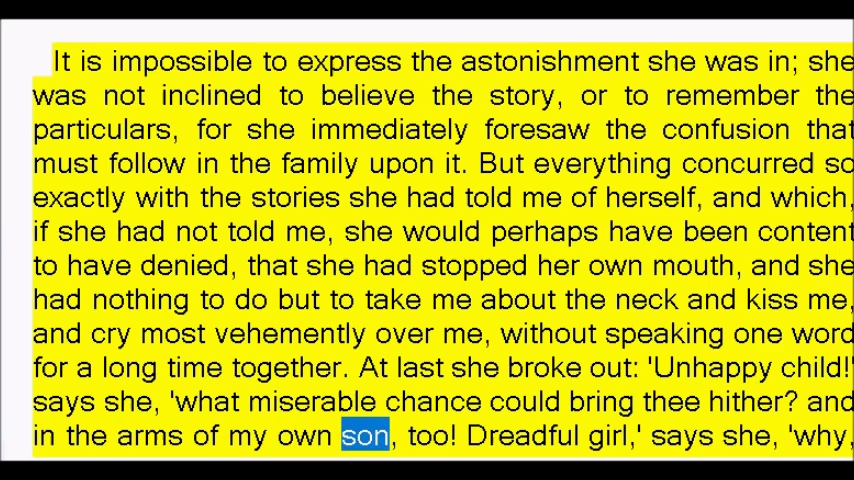 It is impossible to express the astonishment she was in; she
was not inclined to believe the story, or to remember the
particulars, for she immediately foresaw the confusion that
must follow in the family upon it. But everything concurred so
exactly with the stories she had told me of herself, and which,
if she had not told me, she would perhaps have been content
to have denied, that she had stopped her own mouth, and she
had nothing to do but to take me about the neck and kiss me,
and cry most vehemently over me, without speaking one word
for a long time together. At last she broke out: 'Unhappy child!'
says she, 'what miserable chance could bring thee hither? and
in the arms of my own son, too! Dreadful girl,' says she, 'why,